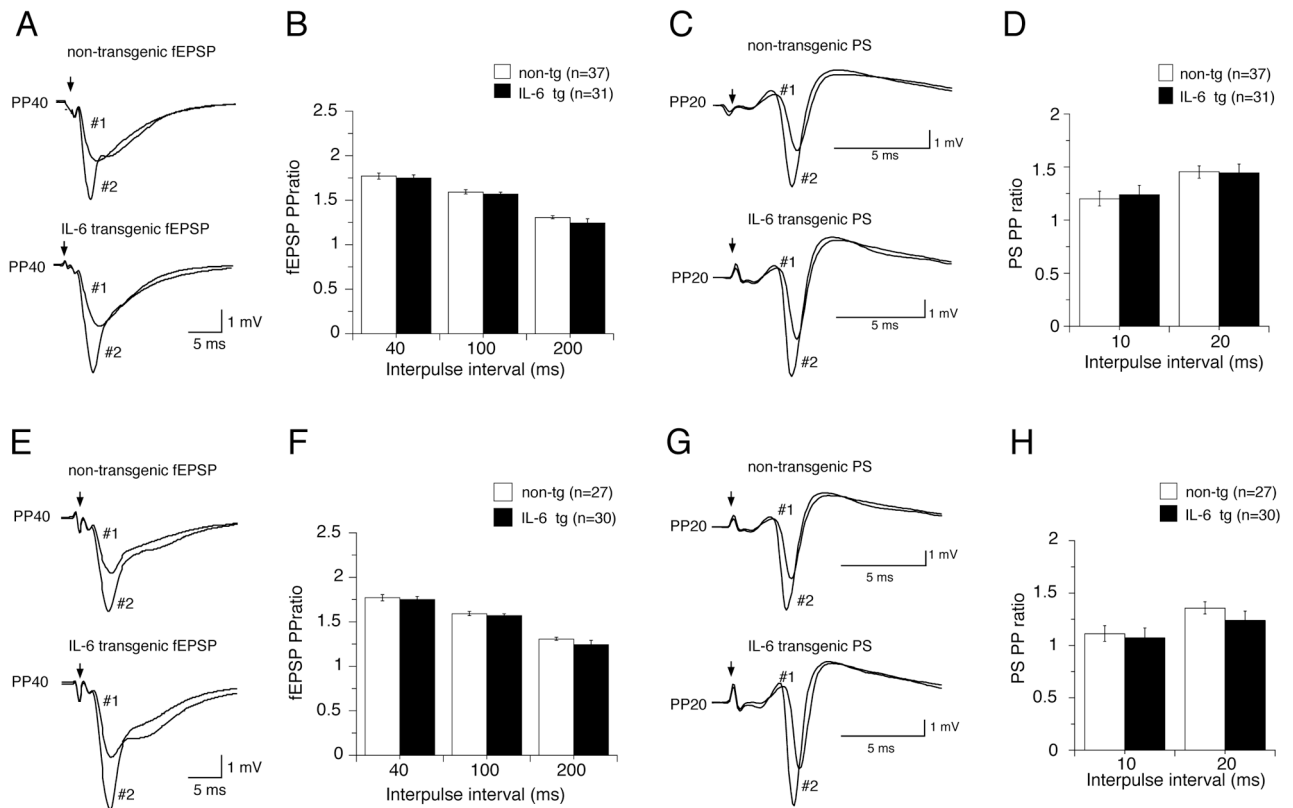 A
non-transgenic fEPSP
PP40
#1
#2
IL-6 transgenic fEPSP
PP40
#1
#2
1 mV
5 ms
B
non-tg (n=37)
IL-6 tg (n=31)
fEPSP PPratio
2.5
2
1.5
1
0.5
0
40 100 200
Interpulse interval (ms)
C
non-transgenic PS
PP20
#1
#2
1 mV
5 ms
IL-6 transgenic PS
PP20
#1
#2
1 mV
5 ms
D
non-tg (n=37)
IL-6 tg (n=31)
PS PP ratio
2
1.5
1
0.5
0
10 20
Interpulse interval (ms)
E
non-transgenic fEPSP
PP40
#1
#2
IL-6 transgenic fEPSP
PP40
#1
#2
1 mV
5 ms
F
non-tg (n=27)
IL-6 tg (n=30)
fEPSP PPratio
2.5
2
1.5
1
0.5
0
40 100 200
Interpulse interval (ms)
G
non-transgenic PS
PP20
#1
#2
1 mV
5 ms
IL-6 transgenic PS
PP20
#1
#2
1 mV
5 ms
H
non-tg (n=27)
IL-6 tg (n=30)
PS PP ratio
2
1.5
1
0.5
0
10 20
Interpulse interval (ms)